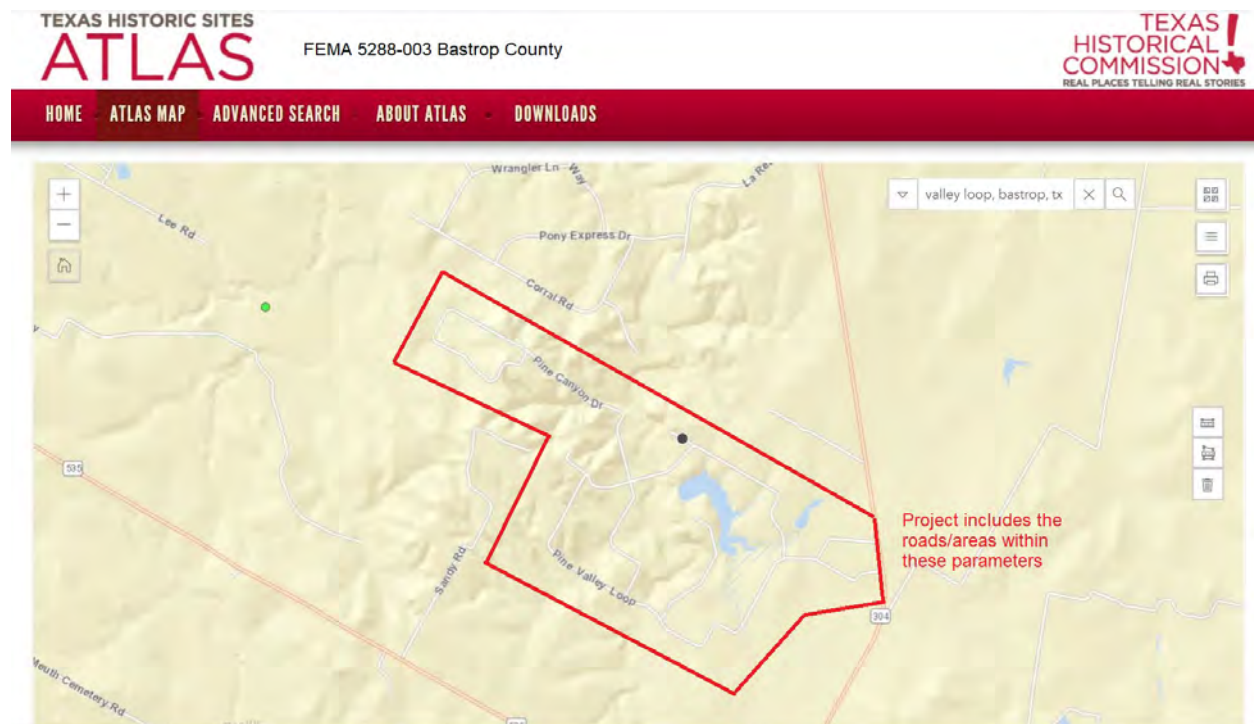 TEXAS HISTORIC SITES
ATLAS
FEMA 5288-003 Bastrop County
TEXAS
HISTORICAL
COMMISSION
REAL PLACES TELLING REAL STORIES
HOME ATLAS MAP ADVANCED SEARCH ABOUT ATLAS DOWNLOADS
Wrangler Ln
Way
valley loop, bastrop, tx
Lee Rd
Pony Express Dr
Corral Rd
Pine Canyon Dr
535
Project includes the
roads/areas within
these parameters
Sandy Rd
Pine Valley Loop
304
Meuth Cemetery Rd